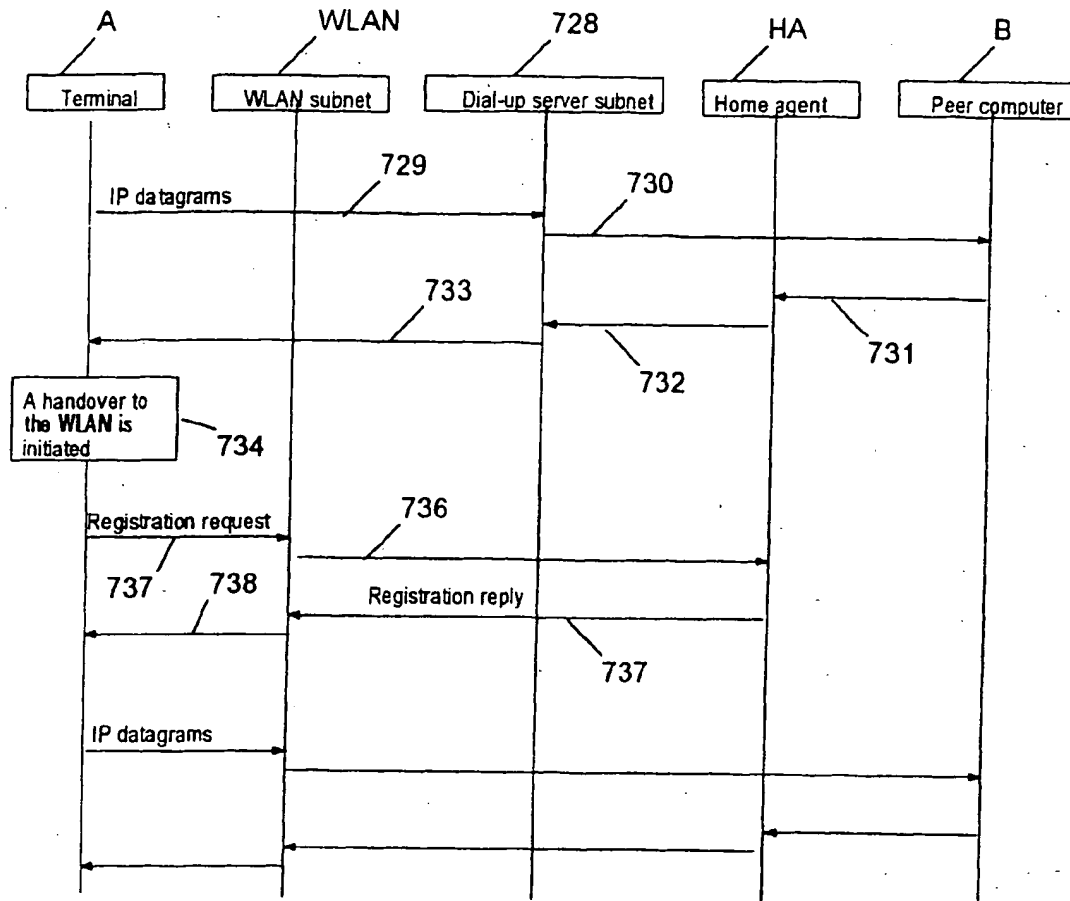 A
WLAN
728
HA
B
Terminal
WLAN subnet
Dial-up server subnet
Home agent
Peer computer
729
IP datagrams
730
733
731
732
A handover to
the WLAN is
initiated
734
736
Registration request
737
738
Registration reply
737
IP datagrams